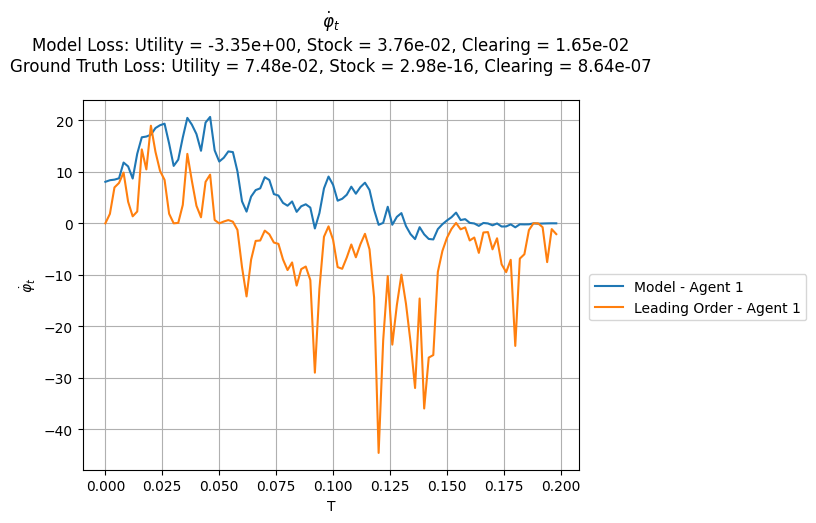 φ̇ₜ
Model Loss: Utility = -3.35e+00, Stock = 3.76e-02, Clearing = 1.65e-02
Ground Truth Loss: Utility = 7.48e-02, Stock = 2.98e-16, Clearing = 8.64e-07
20
10
0
−10
−20
−30
−40
φ̇ₜ
0.000 0.025 0.050 0.075 0.100 0.125 0.150 0.175 0.200
T
Model - Agent 1
Leading Order - Agent 1